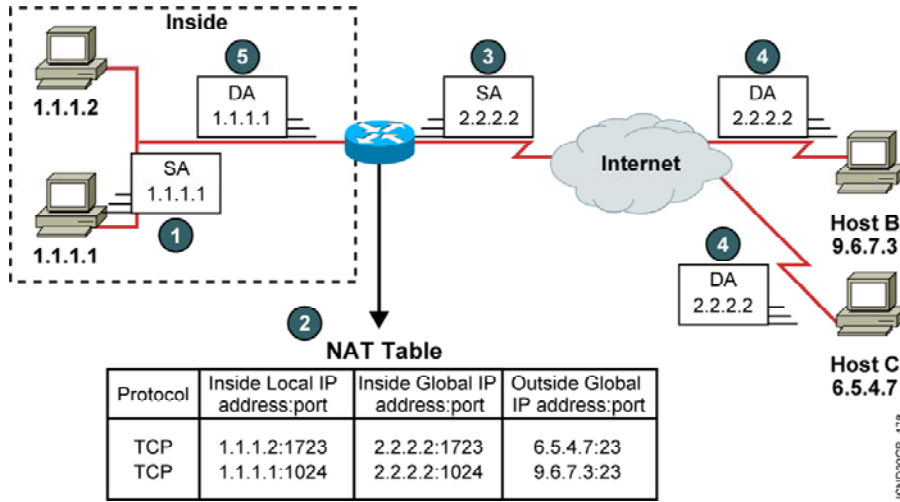 Inside
5
3
4
DA
1.1.1.1
SA
2.2.2.2
DA
2.2.2.2
1.1.1.2
SA
1.1.1.1
Internet
1
1.1.1.1
Host B
9.6.7.3
4
DA
2.2.2.2
2
Host C
6.5.4.7
NAT Table
Protocol
Inside Local IP
address:port
Inside Global IP
address:port
Outside Global
IP address:port
TCP 1.1.1.2:1723 2.2.2.2:1723 6.5.4.7:23
TCP 1.1.1.1:1024 2.2.2.2:1024 9.6.7.3:23